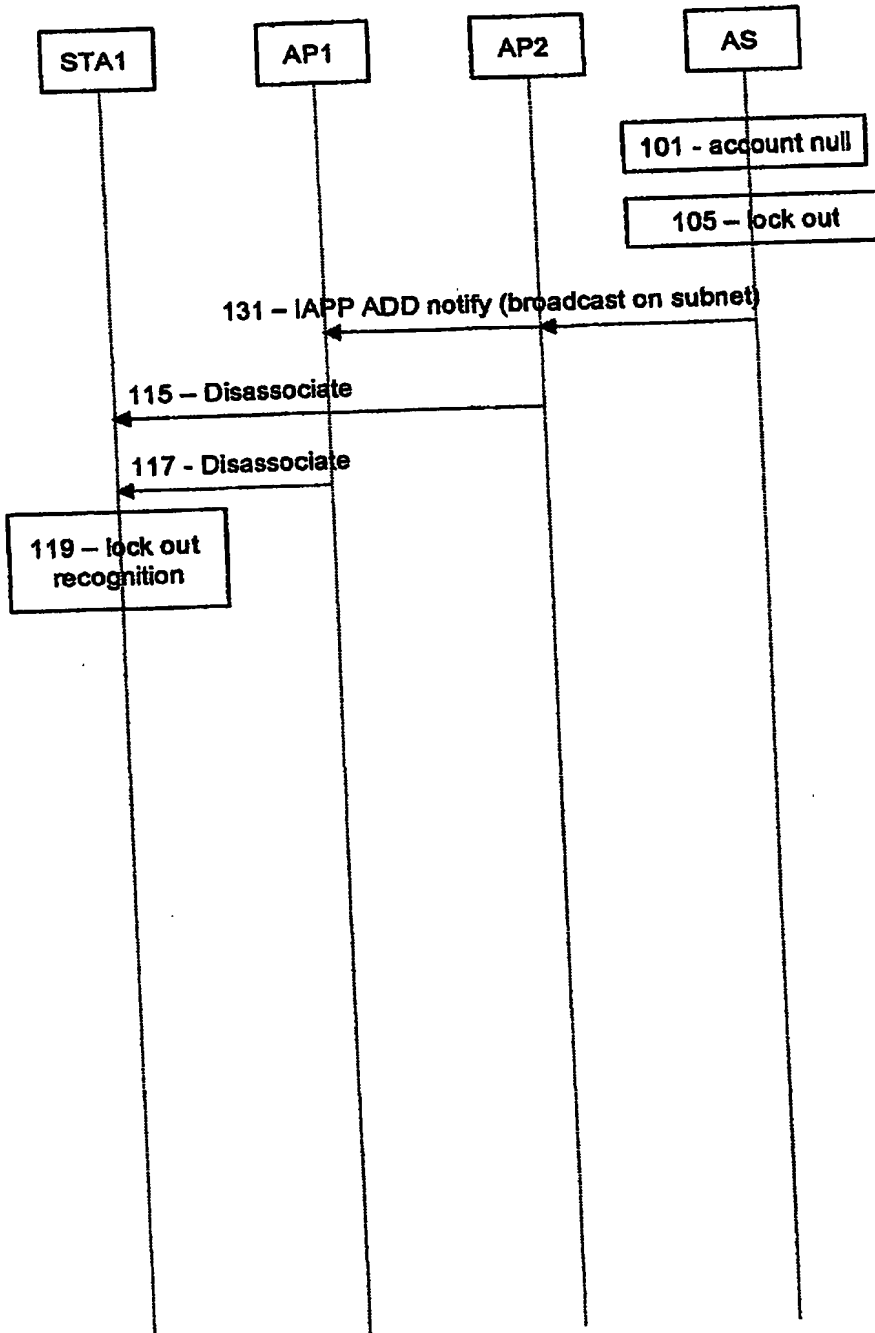 STA1
AP1
AP2
AS
101 - account null
105 – lock out
131 – IAPP ADD notify (broadcast on subnet)
115 – Disassociate
117 - Disassociate
119 – lock out
recognition